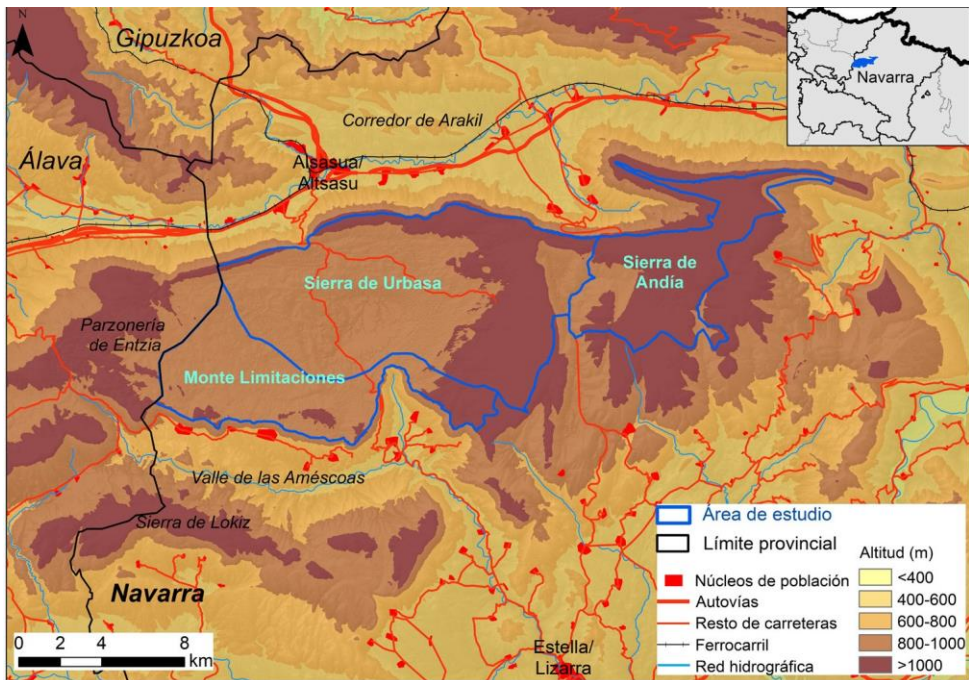 N
Gipuzkoa
Navarra
Corredor de Arakil
Álava
Alsasua/
Altsasu
Sierra de Urbasa
Sierra de
Andía
Parzonería
de Entzia
Monte Limitaciones
Valle de las Améscoas
Sierra de Lokiz
Navarra
Estella/
Lizarra
0 2 4 8
km
Área de estudio
Límite provincial
Núcleos de población
Autovías
Resto de carreteras
Ferrocarril
Red hidrográfica
Altitud (m)
<400
400-600
600-800
800-1000
>1000